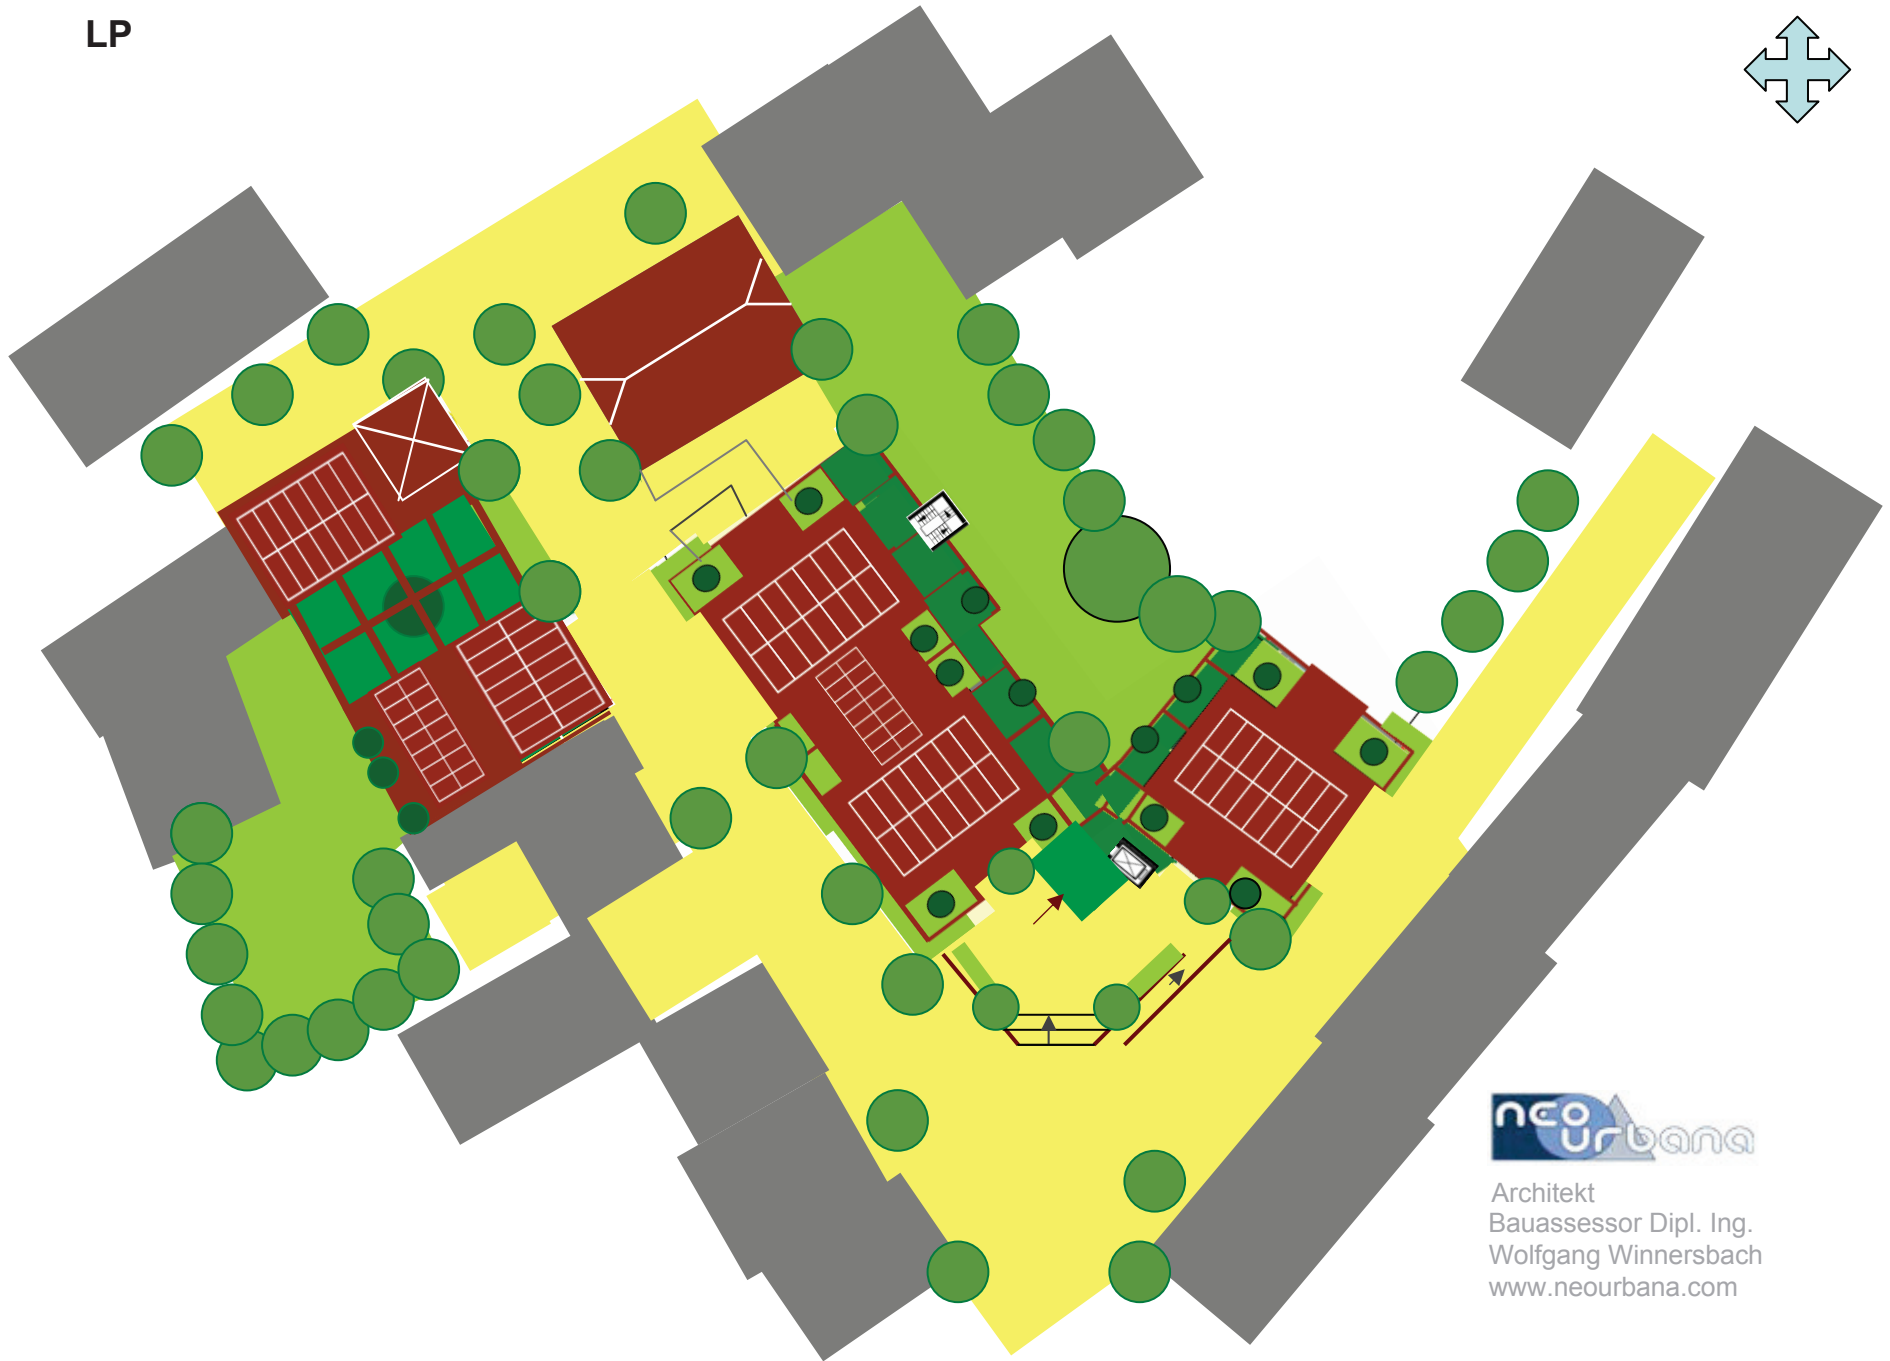 LP
neo
urbana
Architekt
Bauassessor Dipl. Ing.
Wolfgang Winnersbach
www.neourbana.com